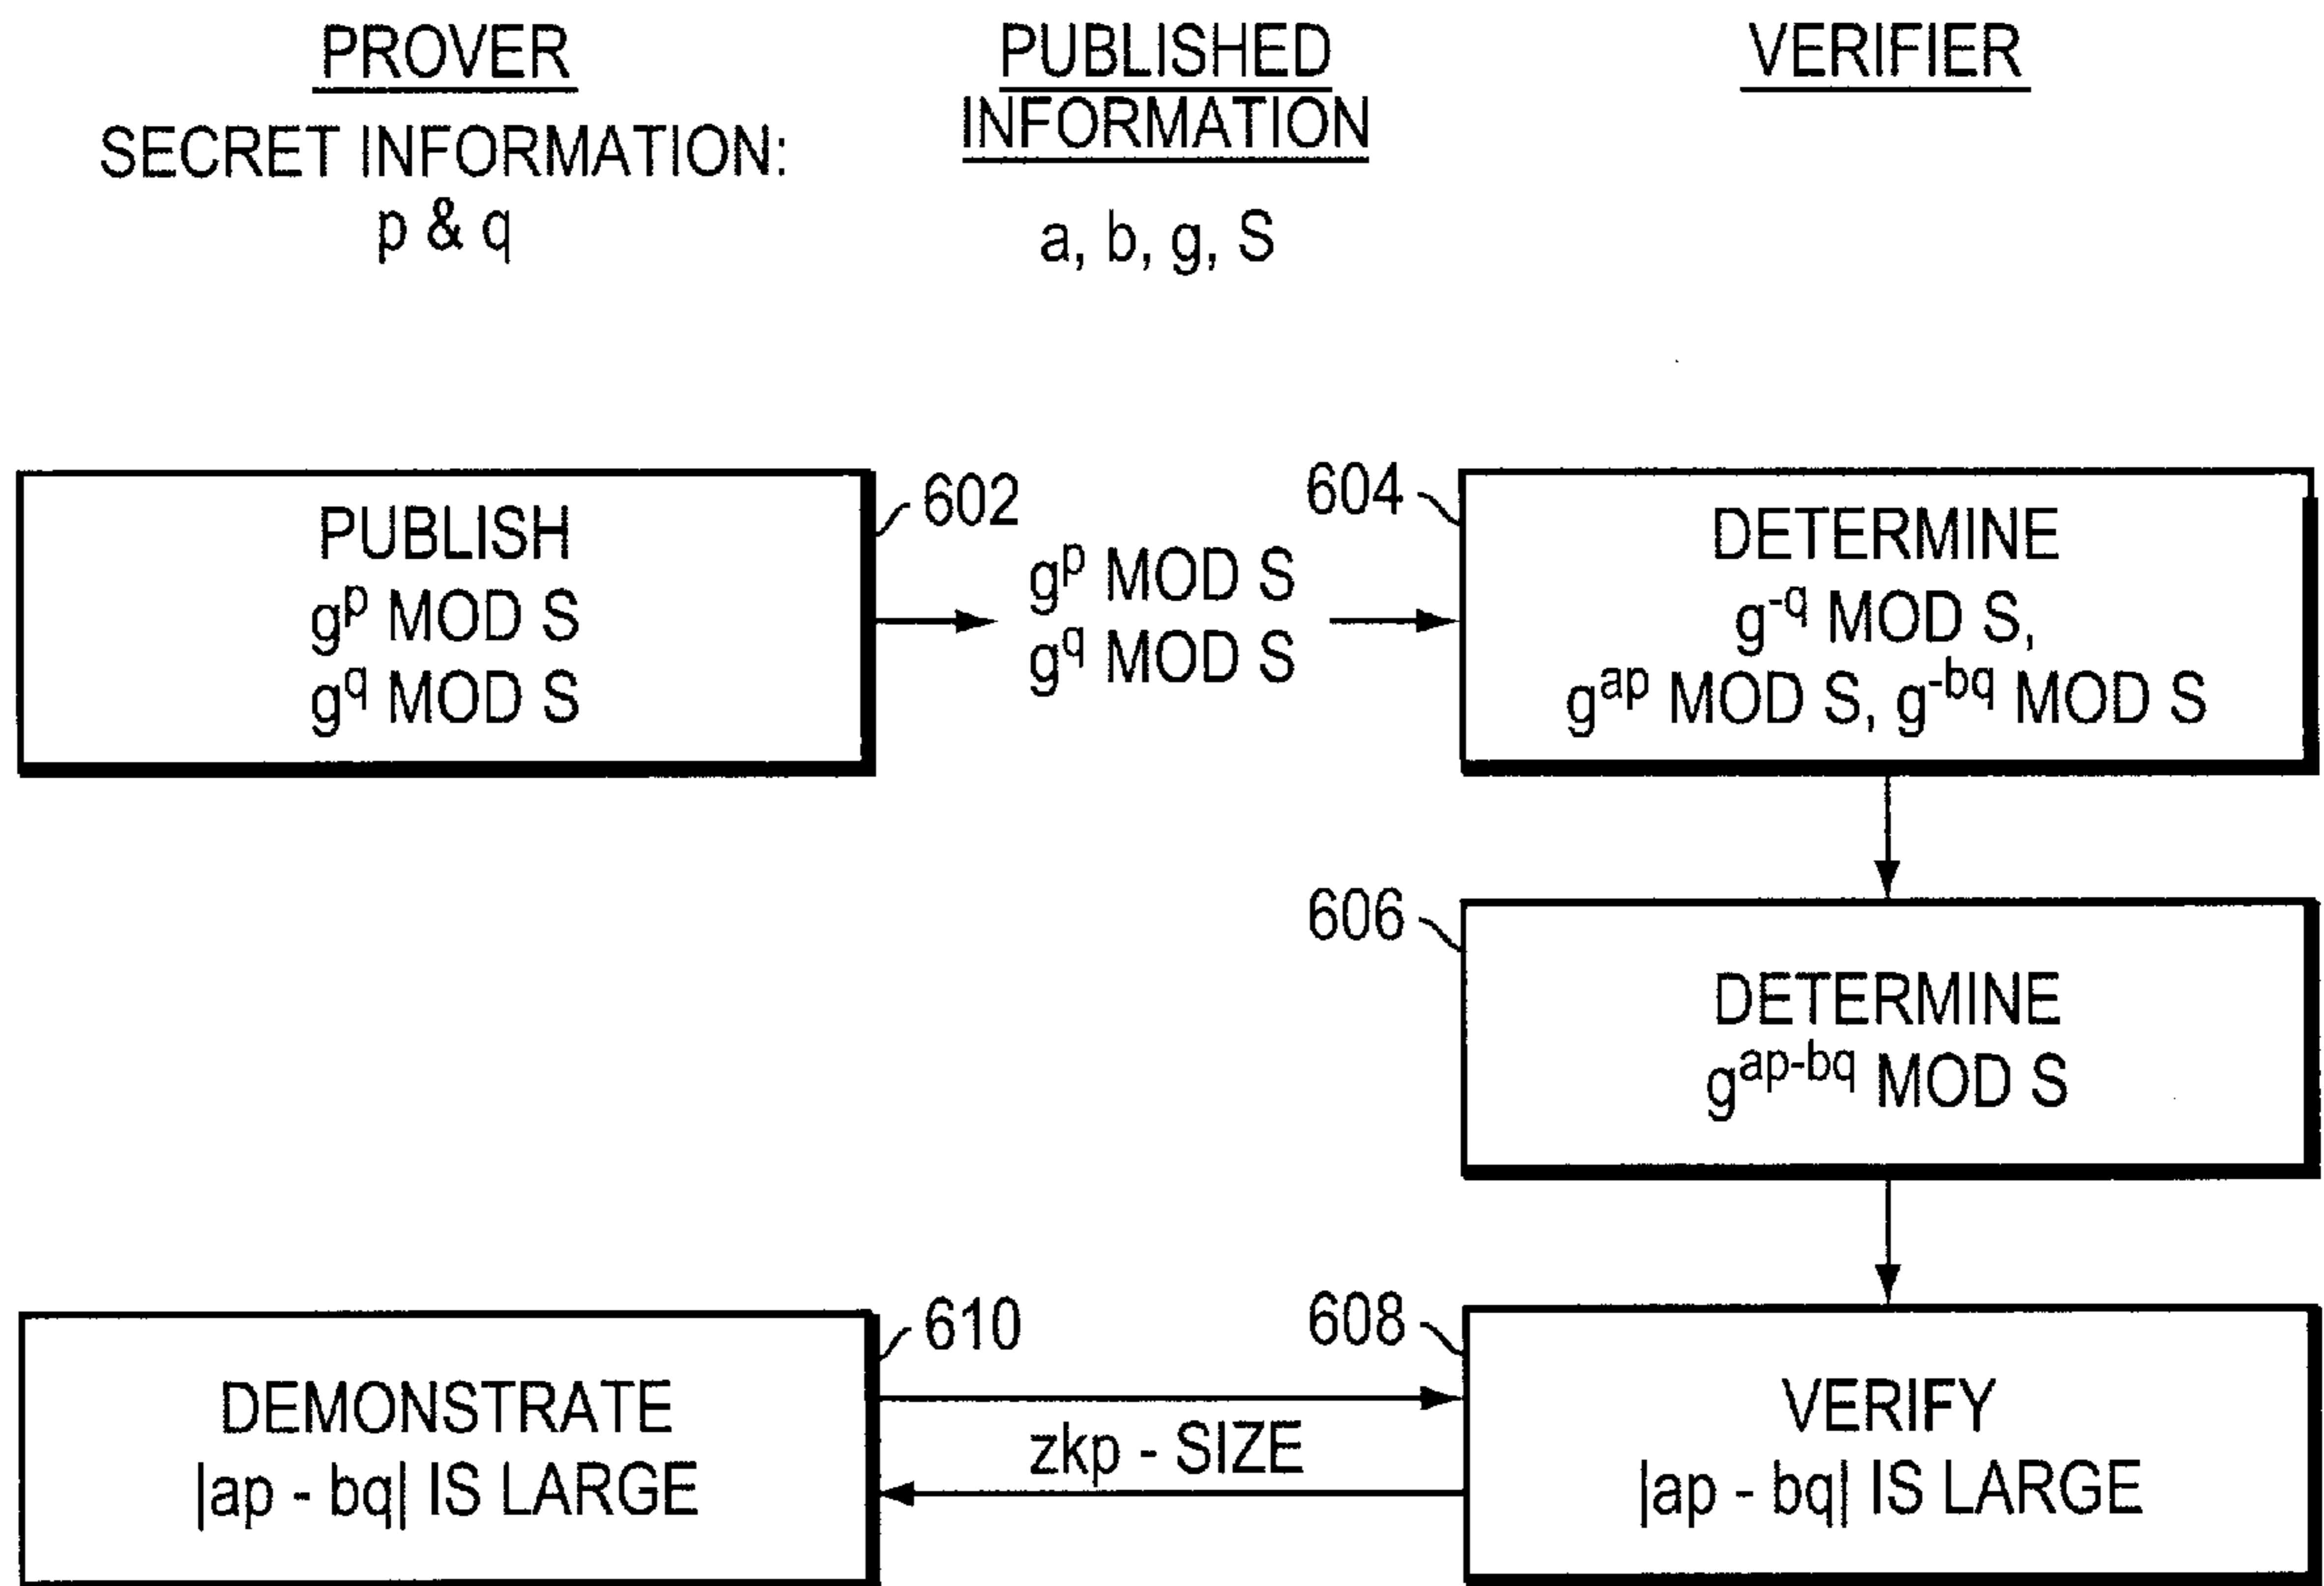 PROVER
SECRET INFORMATION:
p & q
PUBLISHED
INFORMATION
a, b, g, S
VERIFIER
PUBLISH
g^p MOD S
g^q MOD S
602
g^p MOD S
g^q MOD S
604
DETERMINE
g^-q MOD S,
g^ap MOD S, g^-bq MOD S
606
DETERMINE
g^ap-bq MOD S
DEMONSTRATE
|ap - bq| IS LARGE
610
zkp - SIZE
608
VERIFY
|ap - bq| IS LARGE